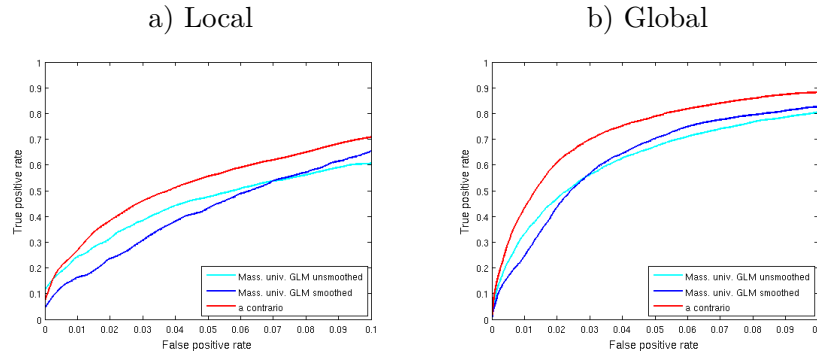 a) Local
b) Global
True positive rate
1
0.9
0.8
0.7
0.6
0.5
0.4
0.3
0.2
0.1
0
0 0.01 0.02 0.03 0.04 0.05 0.06 0.07 0.08 0.09 0.1
False positive rate
Mass. univ. GLM unsmoothed
Mass. univ. GLM smoothed
a contrario
True positive rate
1
0.9
0.8
0.7
0.6
0.5
0.4
0.3
0.2
0.1
0
0 0.01 0.02 0.03 0.04 0.05 0.06 0.07 0.08 0.09
False positive rate
Mass. univ. GLM unsmoothed
Mass. univ. GLM smoothed
a contrario